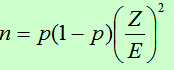 n = p(1 − p)(Z/E)²